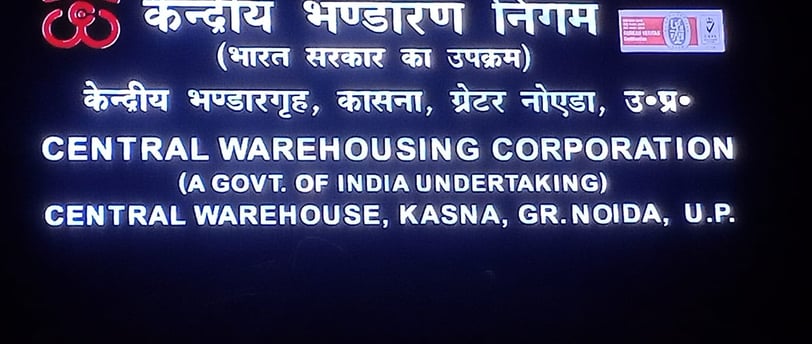 केन्द्रीय भण्डारण निगम
(भारत सरकार का उपक्रम)
केन्द्रीय भण्डारगृह, कासना, ग्रेटर नोएडा, उ॰प्र॰
CENTRAL WAREHOUSING CORPORATION
(A GOVT. OF INDIA UNDERTAKING)
CENTRAL WAREHOUSE, KASNA, GR.NOIDA, U.P.